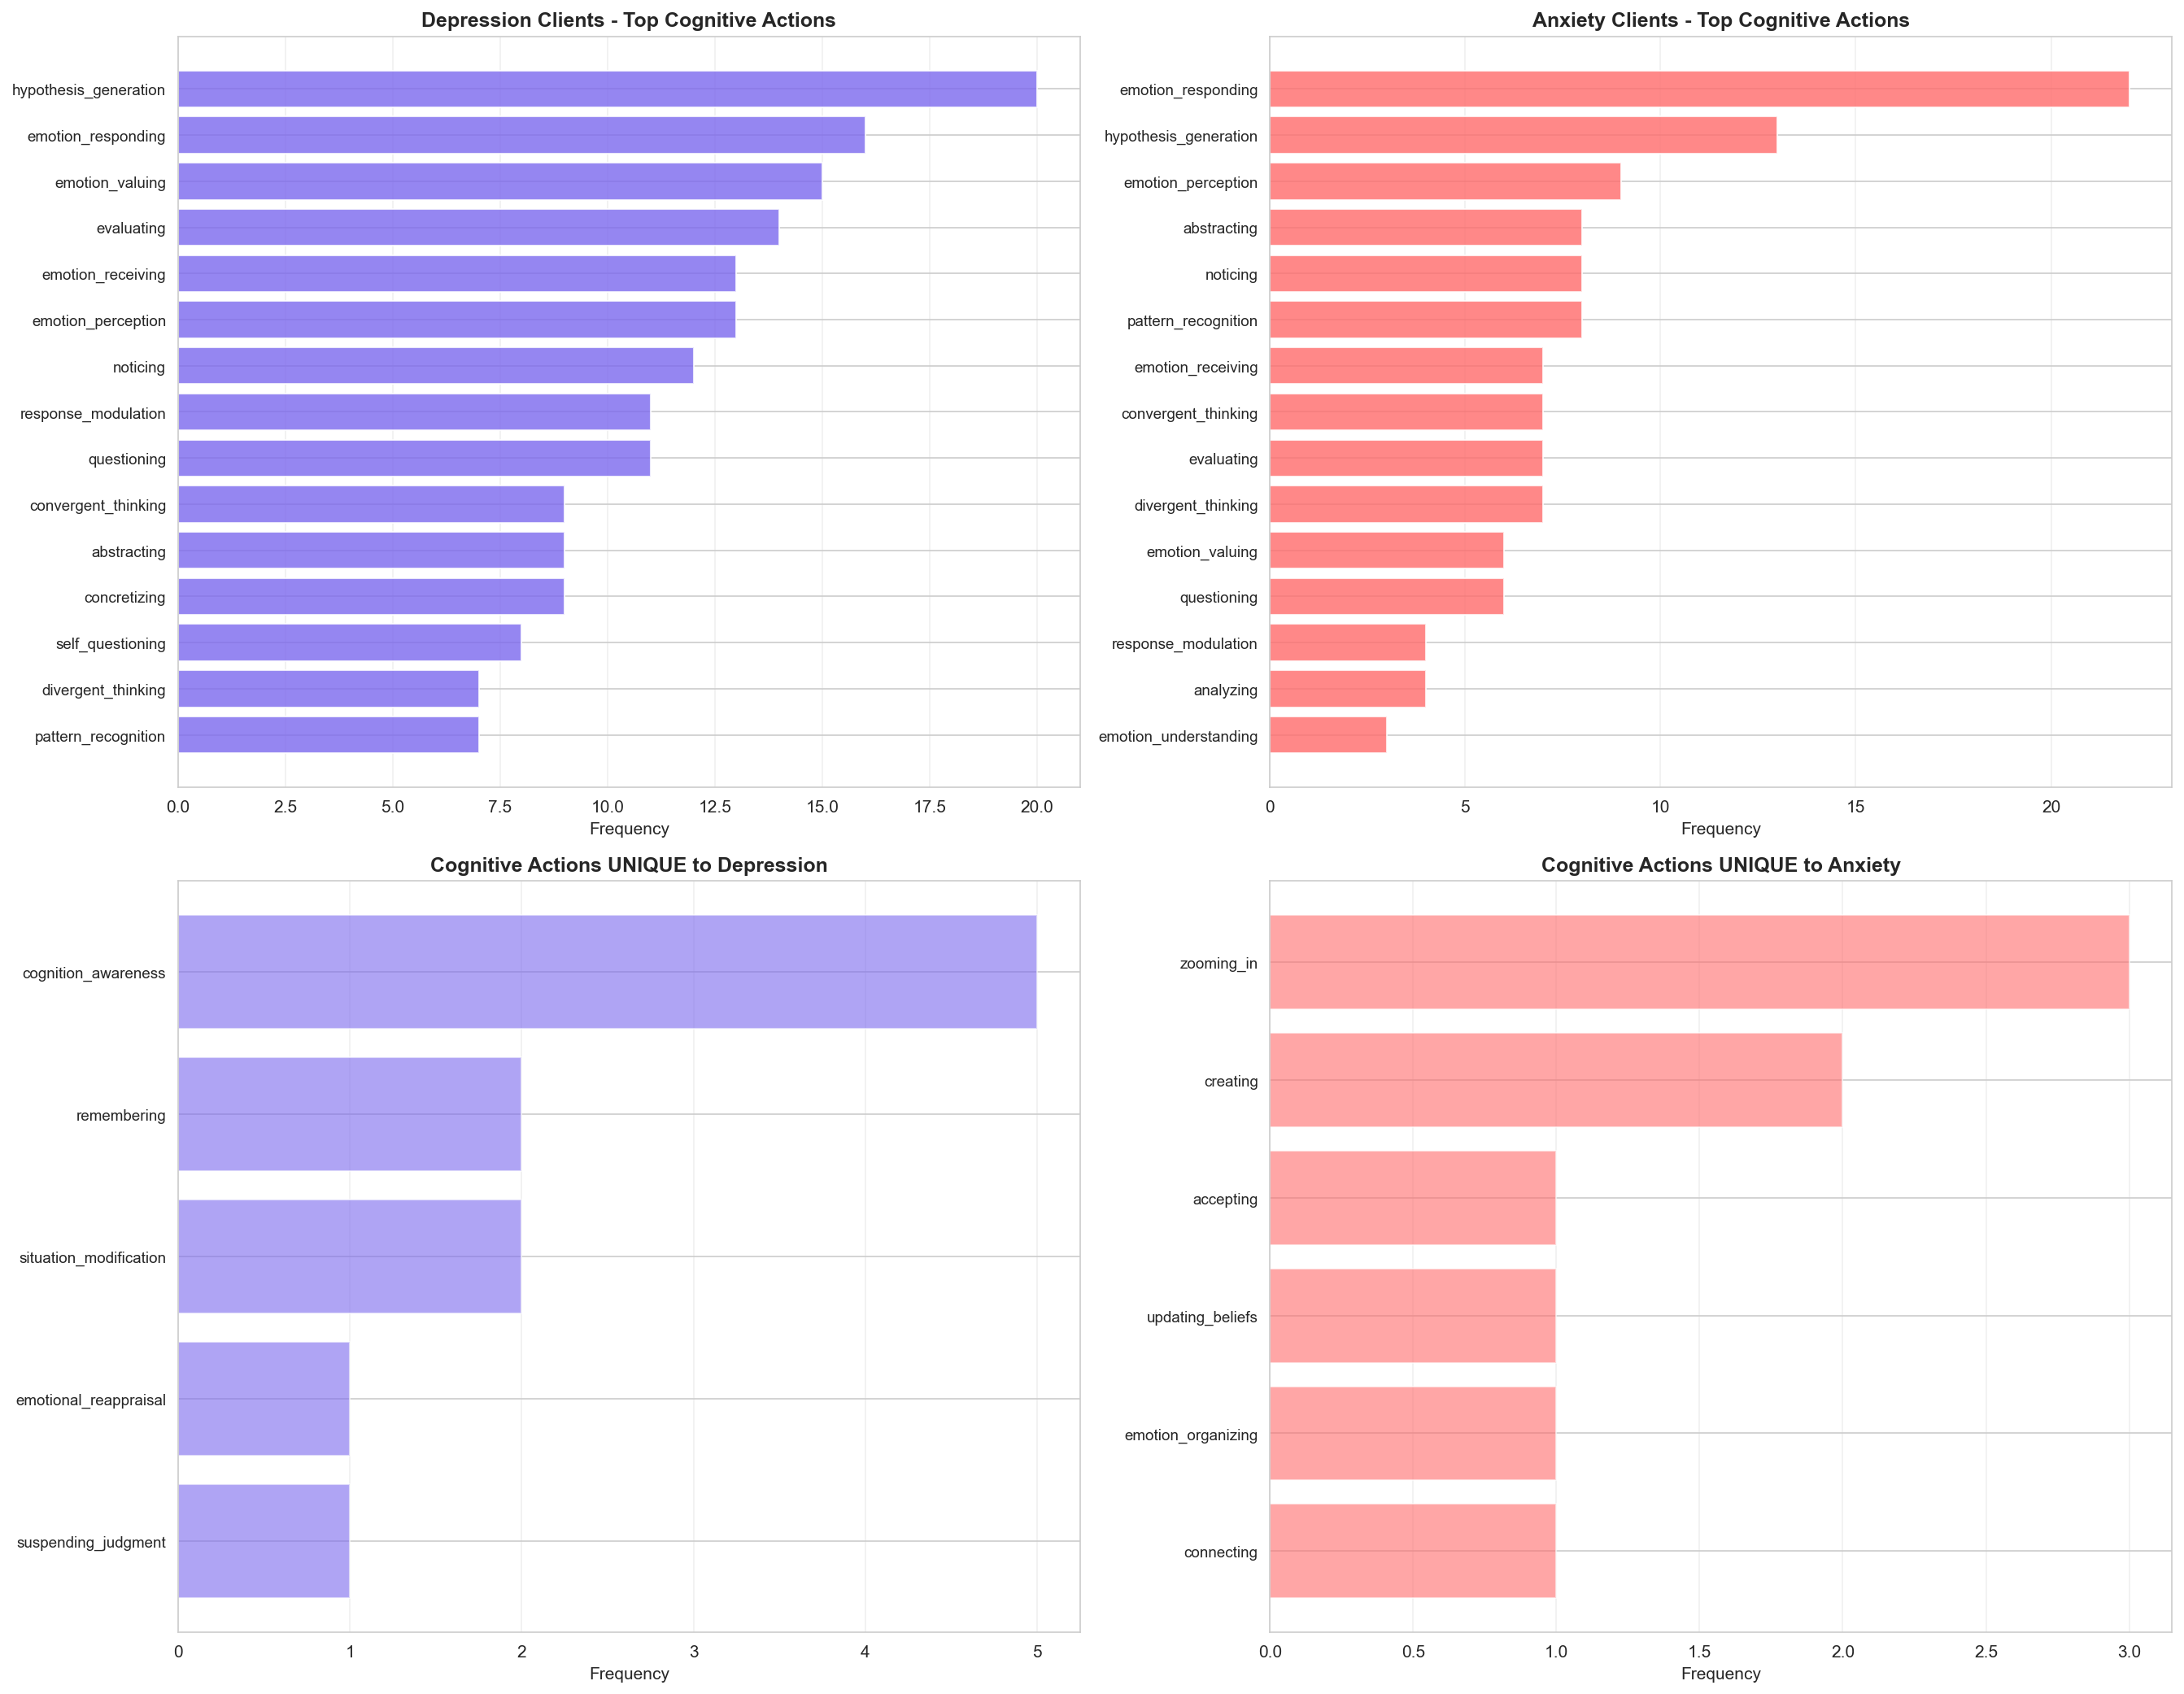 Depression Clients - Top Cognitive Actions
hypothesis_generation
emotion_responding
emotion_valuing
evaluating
emotion_receiving
emotion_perception
noticing
response_modulation
questioning
convergent_thinking
abstracting
concretizing
self_questioning
divergent_thinking
pattern_recognition
0.0 2.5 5.0 7.5 10.0 12.5 15.0 17.5 20.0
Frequency
Anxiety Clients - Top Cognitive Actions
emotion_responding
hypothesis_generation
emotion_perception
abstracting
noticing
pattern_recognition
emotion_receiving
convergent_thinking
evaluating
divergent_thinking
emotion_valuing
questioning
response_modulation
analyzing
emotion_understanding
0 5 10 15 20
Frequency
Cognitive Actions UNIQUE to Depression
cognition_awareness
remembering
situation_modification
emotional_reappraisal
suspending_judgment
0 1 2 3 4 5
Frequency
Cognitive Actions UNIQUE to Anxiety
zooming_in
creating
accepting
updating_beliefs
emotion_organizing
connecting
0.0 0.5 1.0 1.5 2.0 2.5 3.0
Frequency